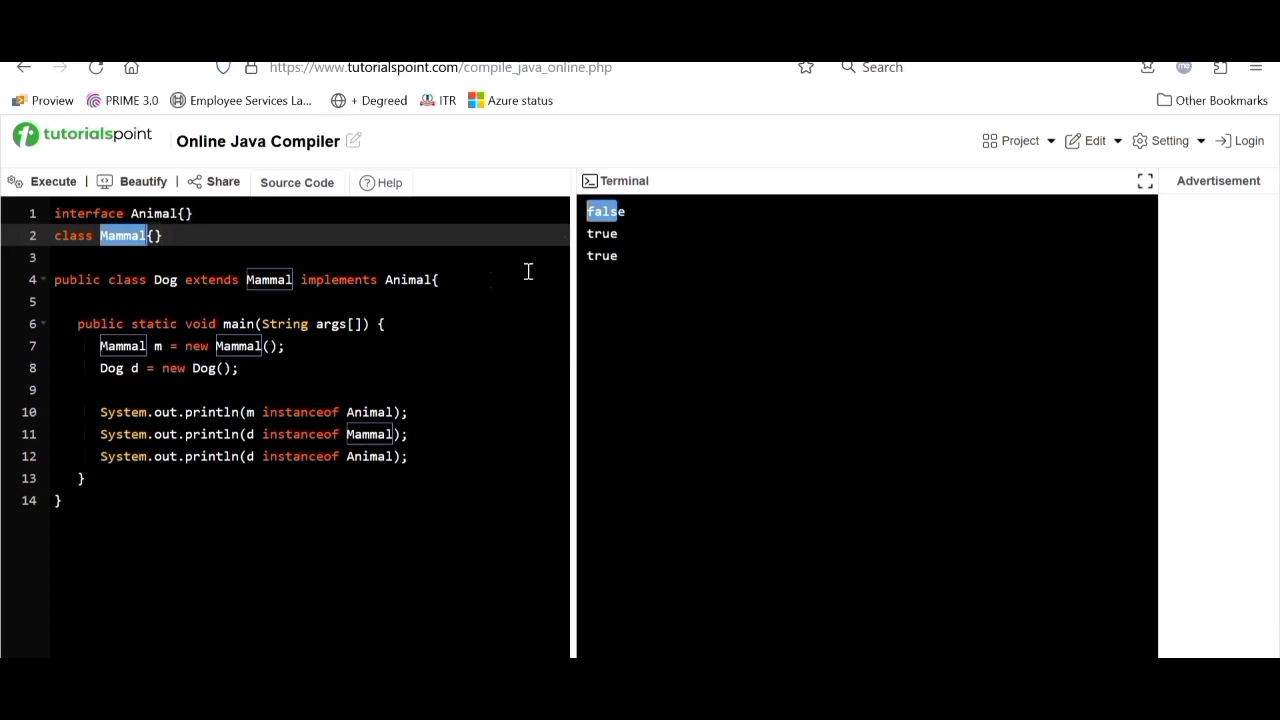 https://www.tutorialspoint.com/compile_java_online.php
Search
Proview
PRIME 3.0
Employee Services La...
+ Degreed
ITR
Azure status
Other Bookmarks
tutorialspoint
Online Java Compiler
Project
Edit
Setting
Login
Execute
Beautify
Share
Source Code
Help
Terminal
Advertisement
1 interface Animal{}
2 class Mammal{}
3
4 public class Dog extends Mammal implements Animal{
5
6 public static void main(String args[]) {
7 Mammal m = new Mammal();
8 Dog d = new Dog();
9
10 System.out.println(m instanceof Animal);
11 System.out.println(d instanceof Mammal);
12 System.out.println(d instanceof Animal);
13 }
14 }
false
true
true